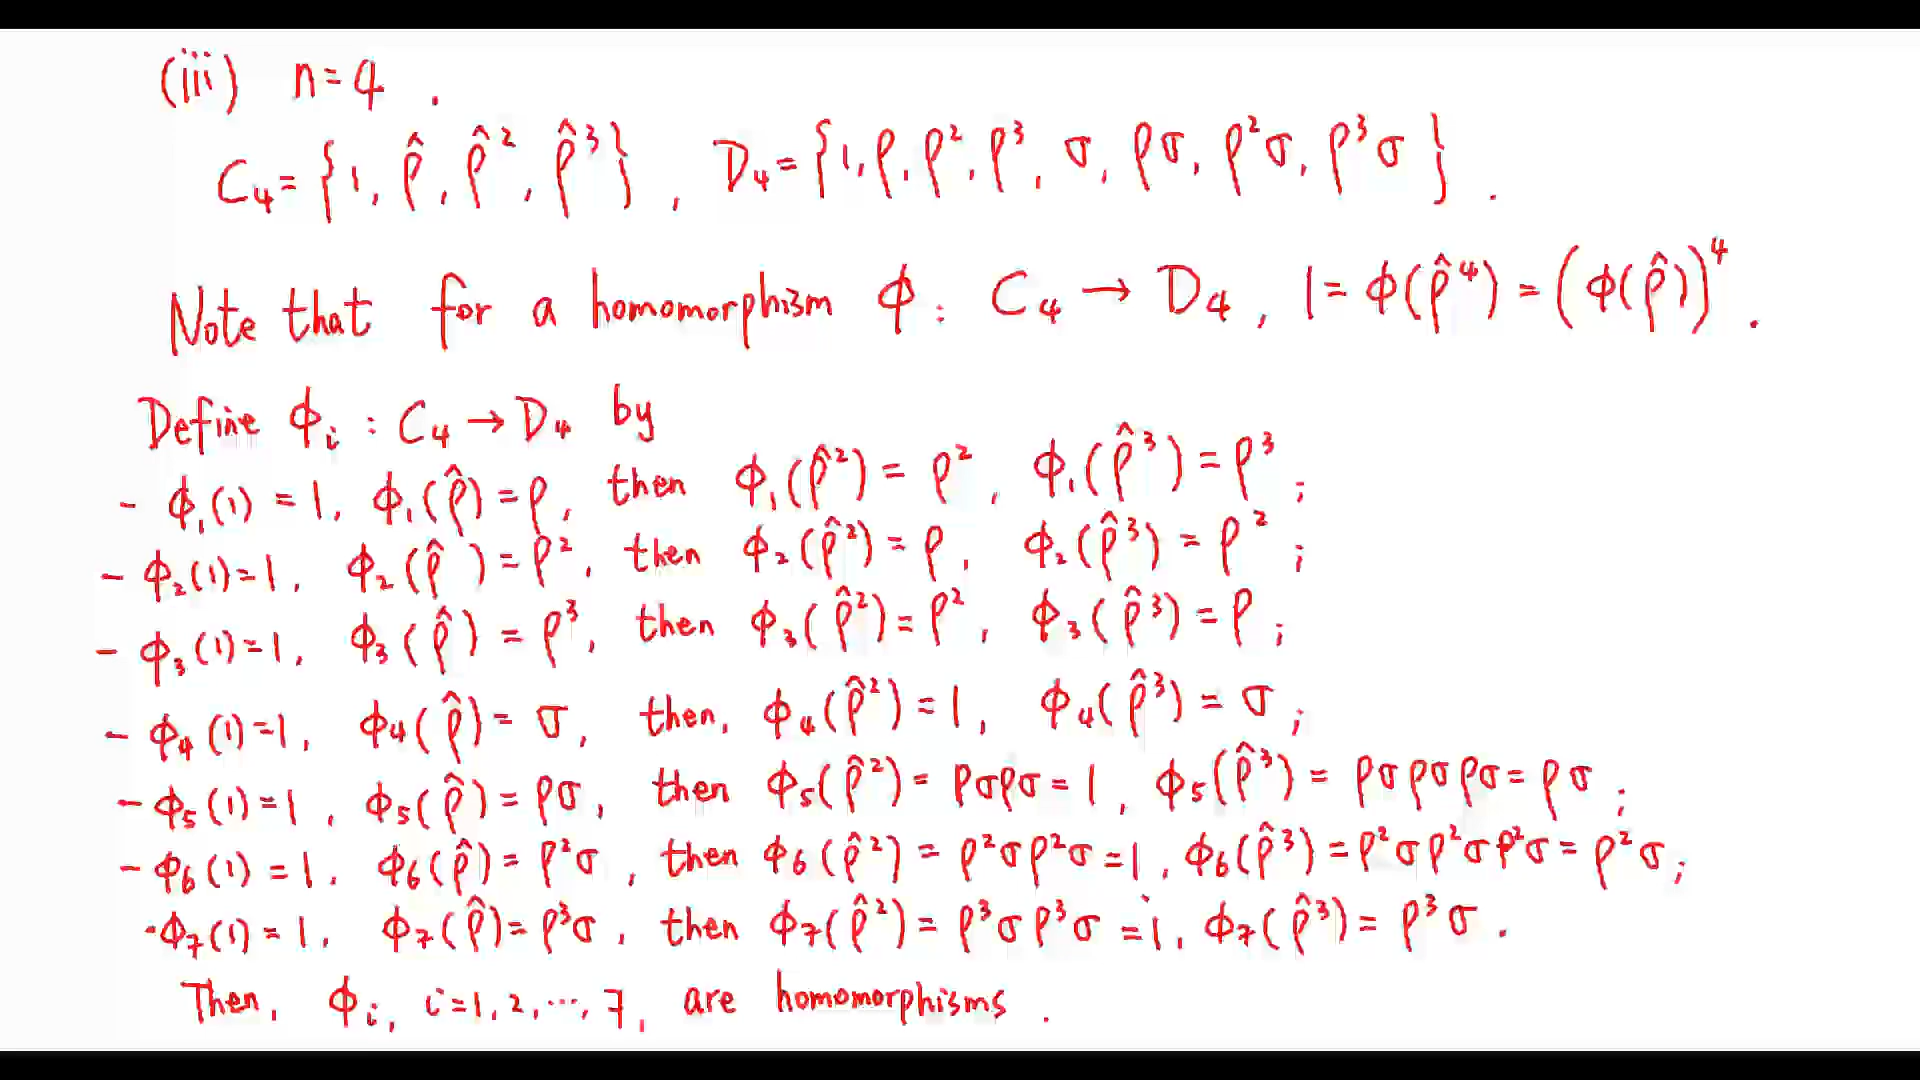 (iii) n=4 .
C₄={1, ρ̂, ρ̂², ρ̂³}, D₄={1, ρ, ρ², ρ³, σ, ρσ, ρ²σ, ρ³σ}.
Note that for a homomorphism ϕ: C₄ → D₄, 1=ϕ(ρ̂⁴)=(ϕ(ρ̂))⁴.
Define ϕᵢ : C₄→D₄ by
- ϕ₁(1)=1, ϕ₁(ρ̂)=ρ, then ϕ₁(ρ̂²)=ρ², ϕ₁(ρ̂³)=ρ³;
- ϕ₂(1)=1, ϕ₂(ρ̂)=ρ², then ϕ₂(ρ̂²)=ρ, ϕ₂(ρ̂³)=ρ²;
- ϕ₃(1)=1, ϕ₃(ρ̂)=ρ³, then ϕ₃(ρ̂²)=ρ², ϕ₃(ρ̂³)=ρ;
- ϕ₄(1)=1, ϕ₄(ρ̂)=σ, then, ϕ₄(ρ̂²)=1, ϕ₄(ρ̂³)=σ;
- ϕ₅(1)=1, ϕ₅(ρ̂)=ρσ, then ϕ₅(ρ̂²)=ρσρσ=1, ϕ₅(ρ̂³)=ρσρσρσ=ρσ;
- ϕ₆(1)=1, ϕ₆(ρ̂)=ρ²σ, then ϕ₆(ρ̂²)=ρ²σρ²σ=1, ϕ₆(ρ̂³)=ρ²σρ²σρ²σ=ρ²σ;
- ϕ₇(1)=1, ϕ₇(ρ̂)=ρ³σ, then ϕ₇(ρ̂²)=ρ³σρ³σ=1, ϕ₇(ρ̂³)=ρ³σ.
Then, ϕᵢ, i=1,2,…,7, are homomorphisms.